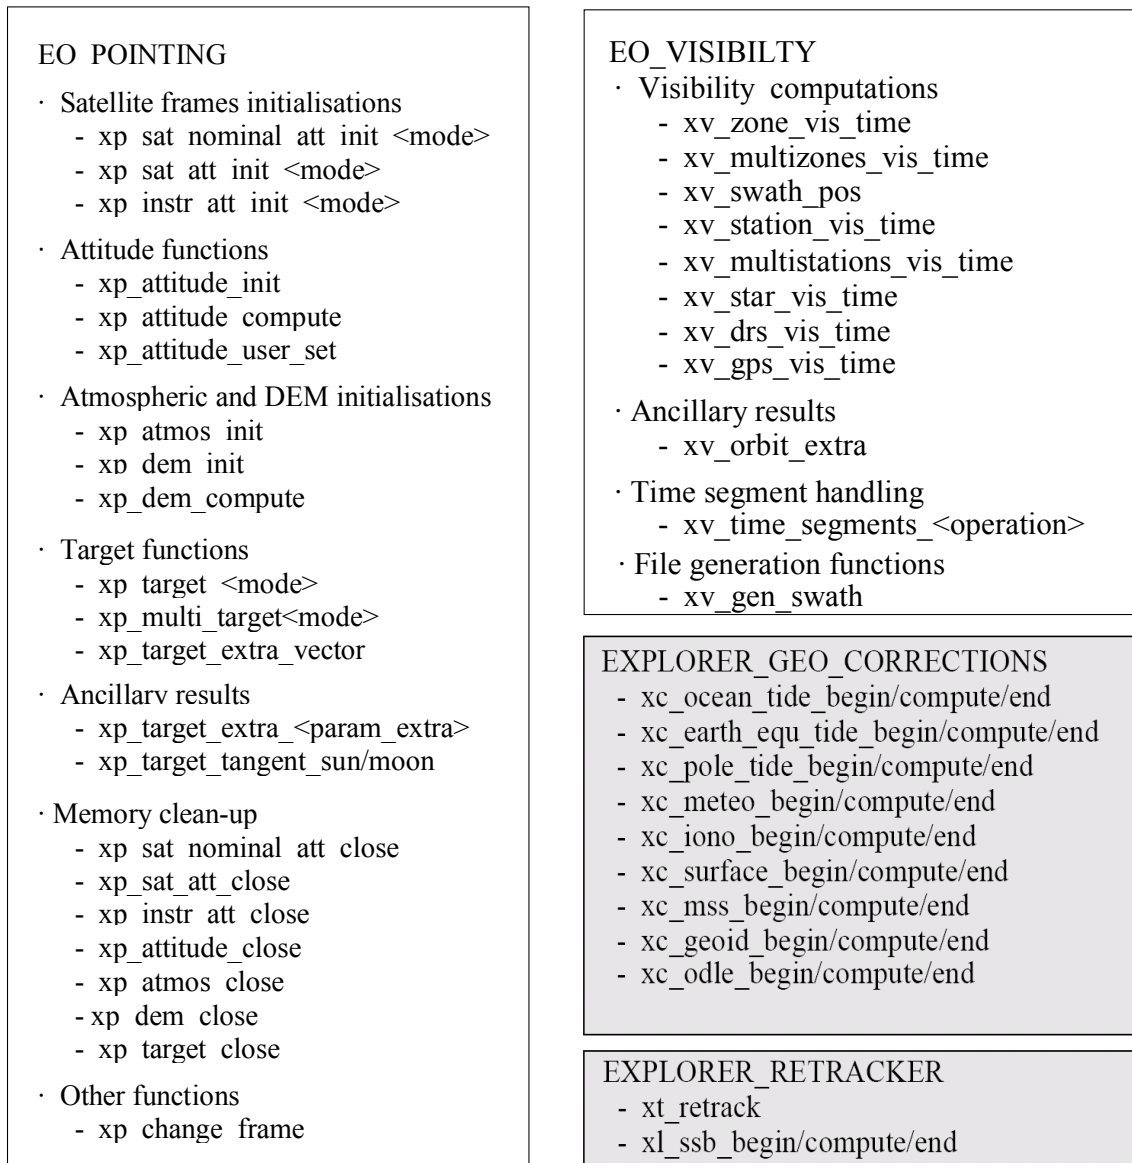 EO POINTING
· Satellite frames initialisations
- xp sat nominal att init <mode>
- xp sat att init <mode>
- xp instr att init <mode>
· Attitude functions
- xp_attitude_init
- xp attitude compute
- xp_attitude_user_set
· Atmospheric and DEM initialisations
- xp atmos init
- xp dem init
- xp_dem_compute
· Target functions
- xp target <mode>
- xp_multi_target<mode>
- xp_target_extra_vector
· Ancillary results
- xp_target_extra_<param_extra>
- xp_target_tangent_sun/moon
· Memory clean-up
- xp sat nominal att close
- xp_sat_att_close
- xp instr att close
- xp_attitude_close
- xp atmos close
- xp dem close
- xp target close
· Other functions
- xp change frame
EO_VISIBILTY
· Visibility computations
- xv_zone_vis_time
- xv_multizones_vis_time
- xv_swath_pos
- xv_station_vis_time
- xv_multistations_vis_time
- xv_star_vis_time
- xv_drs_vis_time
- xv_gps_vis_time
· Ancillary results
- xv_orbit_extra
· Time segment handling
- xv_time_segments_<operation>
· File generation functions
- xv_gen_swath
EXPLORER_GEO_CORRECTIONS
- xc_ocean_tide_begin/compute/end
- xc_earth_equ_tide_begin/compute/end
- xc_pole_tide_begin/compute/end
- xc_meteo_begin/compute/end
- xc_iono_begin/compute/end
- xc_surface_begin/compute/end
- xc_mss_begin/compute/end
- xc_geoid_begin/compute/end
- xc_odle_begin/compute/end
EXPLORER_RETRACKER
- xt_retrack
- xl_ssb_begin/compute/end